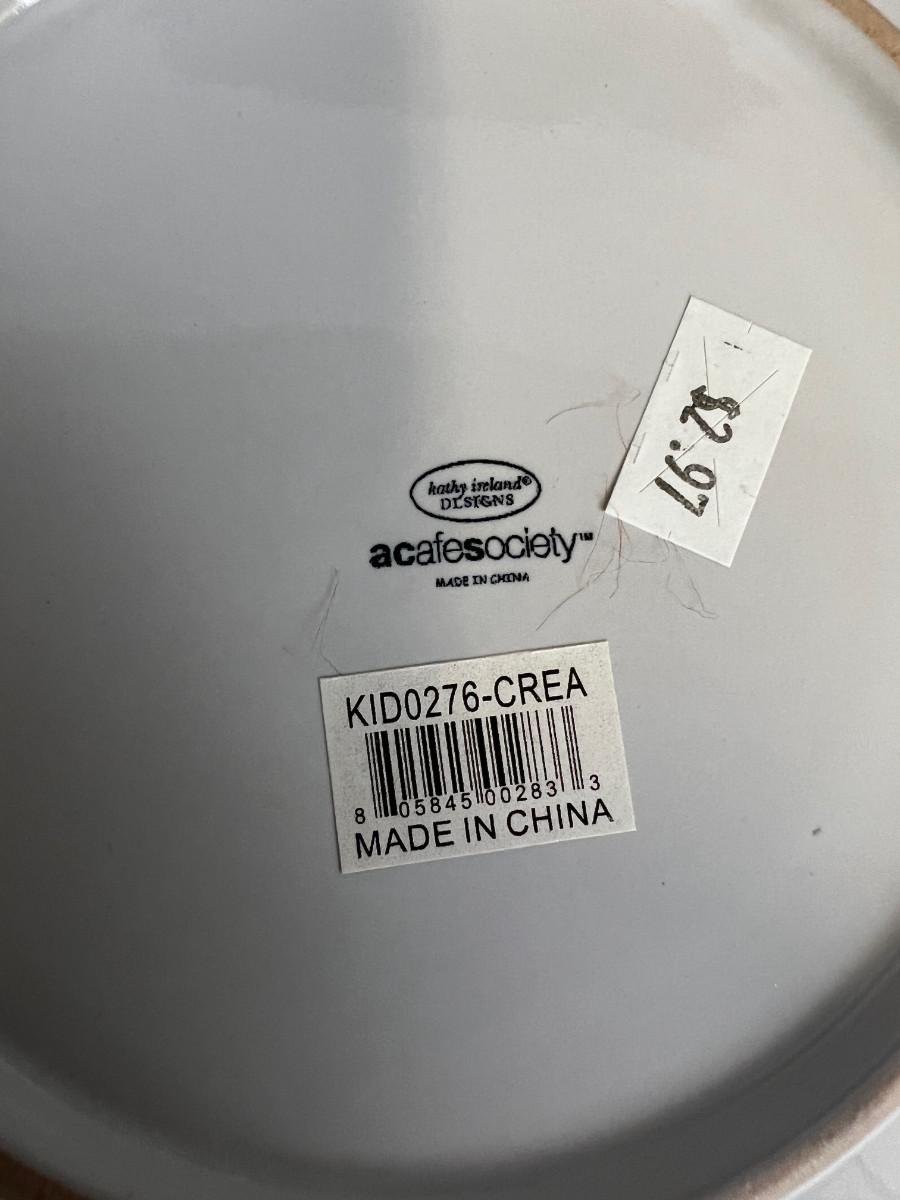 kathy ireland®
DESIGNS
acafesociety™
MADE IN CHINA
$2.97
KID0276-CREA
8 05845 00283 3
MADE IN CHINA